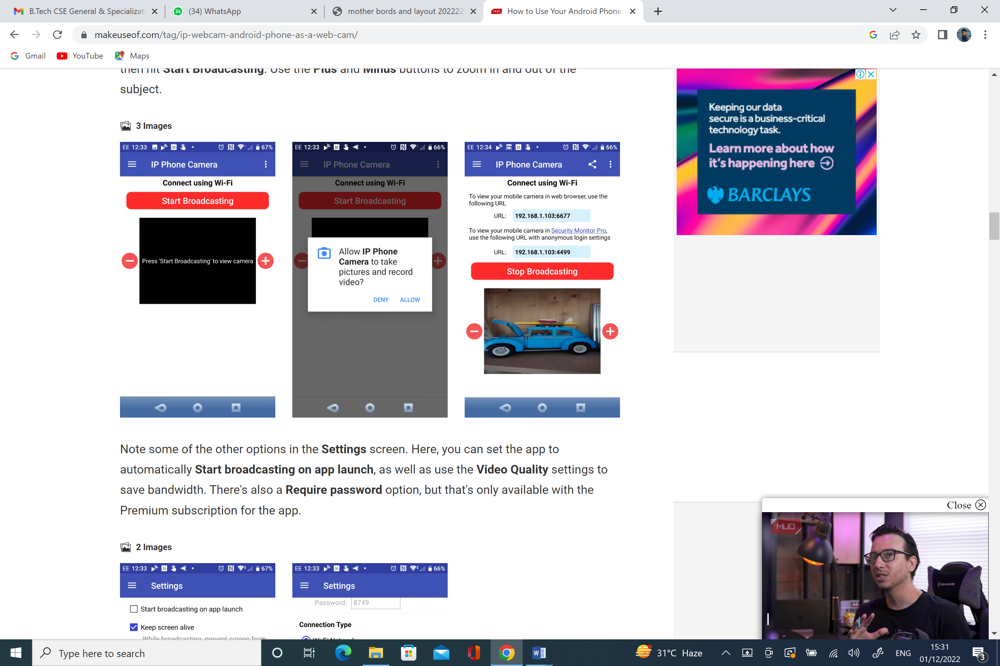 B.Tech CSE General & Specializati
(34) WhatsApp
mother bords and layout 202222
How to Use Your Android Phone
makeuseof.com/tag/ip-webcam-android-phone-as-a-web-cam/
Gmail
YouTube
Maps
then hit Start Broadcasting. Use the Plus and Minus buttons to zoom in and out of the
subject.
3 Images
EE 12:33 31 67%
IP Phone Camera
Connect using Wi-Fi
Start Broadcasting
Press 'Start Broadcasting' to view camera
EE 12:33 31 66%
IP Phone Camera
Connect using Wi-Fi
Start Broadcasting
Allow IP Phone
Camera to take
pictures and record
video?
DENY ALLOW
EE 12:34 31 66%
IP Phone Camera
Connect using Wi-Fi
To view your mobile camera in web browser, use the
following URL
URL: 192.168.1.103:6677
To view your mobile camera in Security Monitor Pro,
use the following URL with anonymous login settings
URL: 192.168.1.103:4499
Stop Broadcasting
Keeping our data
secure is a business-critical
technology task.
Learn more about how
it's happening here
BARCLAYS
Note some of the other options in the Settings screen. Here, you can set the app to
automatically Start broadcasting on app launch, as well as use the Video Quality settings to
save bandwidth. There's also a Require password option, but that's only available with the
Premium subscription for the app.
2 Images
EE 12:33 31 67%
Settings
Start broadcasting on app launch
Keep screen alive
While broadcasting, prevent screen from
EE 12:33 31 66%
Settings
Password: 8749
Connection Type
Wi-Fi Network
Close
MUO
Type here to search
31°C Haze
ENG
15:31
01/12/2022
3